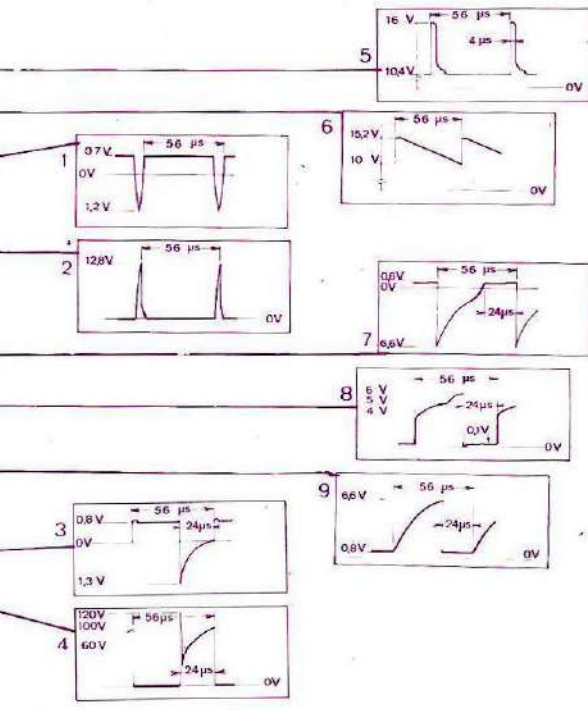 5
16 V
56 µs
4 µs
10,4V
0V
6
56 µs
15,2V
10 V
0V
1
0,7V
56 µs
0V
1,2 V
2
12,8V
56 µs
0V
7
0,6V
0V
56 µs
24µs
6,6V
8
56 µs
6 V
5 V
4 V
24µs
0,1V
0V
3
56 µs
0,8V
24µs
0V
1,3 V
9
56 µs
6,6V
24µs
0,8V
0V
4
120V
100V
60V
56µs
24µs
0V